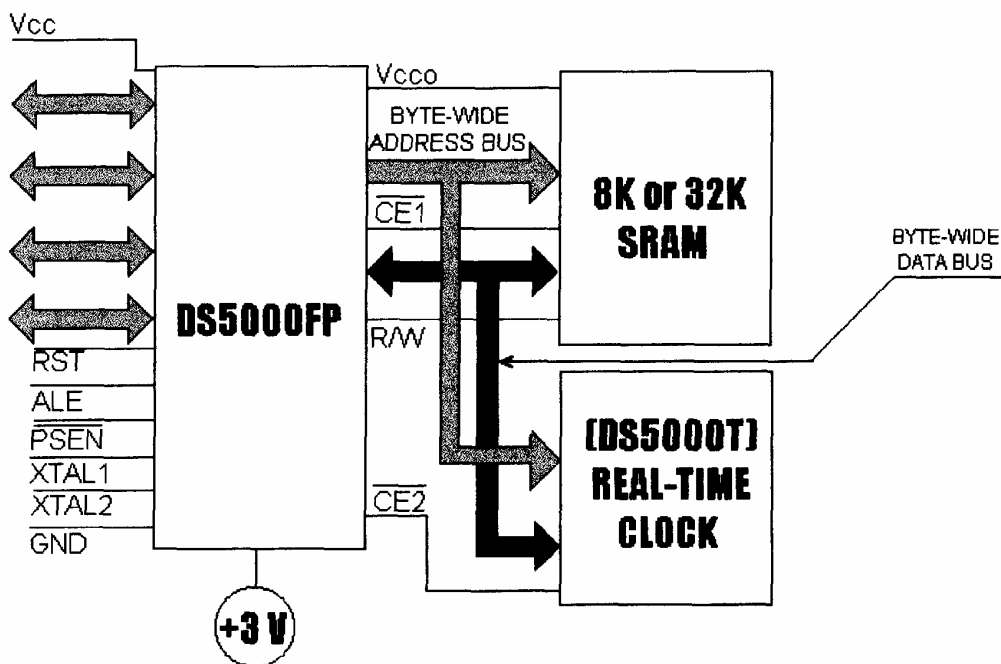 Vcc
Vcco
BYTE-WIDE
ADDRESS BUS
8K or 32K
SRAM
CE1
BYTE-WIDE
DATA BUS
DS5000FP
R/W
RST
ALE
PSEN
XTAL1
XTAL2
GND
(DS5000T)
REAL-TIME
CLOCK
CE2
+3 V